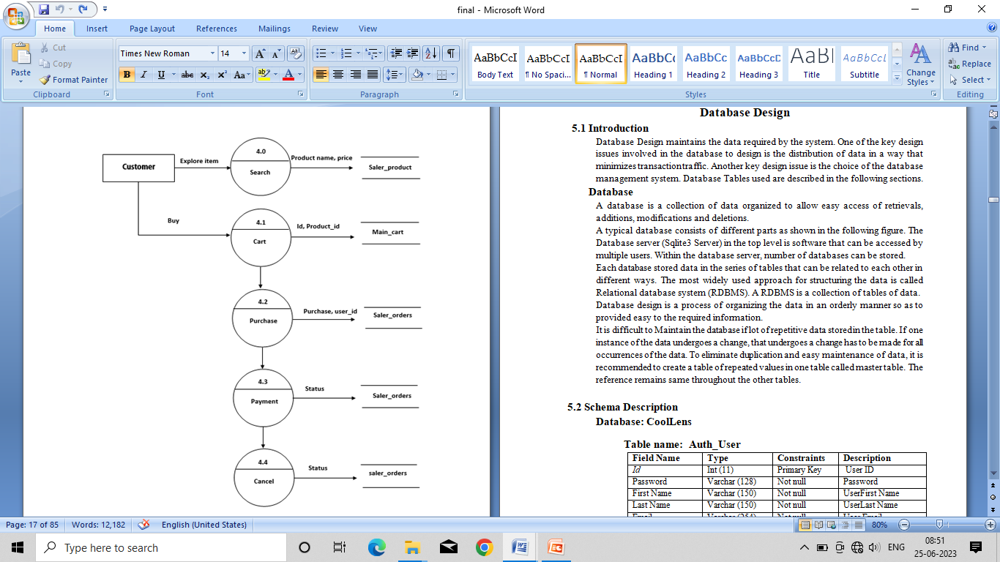 final - Microsoft Word
Home Insert Page Layout References Mailings Review View
Paste
Cut
Copy
Format Painter
Clipboard
Times New Roman 14
B I U abc x₂ x² Aa
Font
Paragraph
AaBbCcI AaBbCcI AaBbCcI AaBbCc AaBbCc AaBbCcD AaBl AaBbCcL
Body Text ¶ No Spaci... ¶ Normal Heading 1 Heading 2 Heading 3 Title Subtitle
Change Styles
Styles
Find
Replace
Select
Editing
Customer
Explore item
4.0
Search
Product name, price
Saler_product
Buy
4.1
Cart
Id, Product_id
Main_cart
4.2
Purchase
Purchase, user_id
Saler_orders
4.3
Payment
Status
Saler_orders
4.4
Cancel
Status
saler_orders
Database Design
5.1 Introduction
Database Design maintains the data required by the system. One of the key design
issues involved in the database to design is the distribution of data in a way that
minimizes transaction traffic. Another key design issue is the choice of the database
management system. Database Tables used are described in the following sections.
Database
A database is a collection of data organized to allow easy access of retrievals,
additions, modifications and deletions.
A typical database consists of different parts as shown in the following figure. The
Database server (Sqlite3 Server) in the top level is software that can be accessed by
multiple users. Within the database server, number of databases can be stored.
Each database stored data in the series of tables that can be related to each other in
different ways. The most widely used approach for structuring the data is called
Relational database system (RDBMS). A RDBMS is a collection of tables of data.
Database design is a process of organizing the data in an orderly manner so as to
provided easy to the required information.
It is difficult to Maintain the database if lot of repetitive data stored in the table. If one
instance of the data undergoes a change, that undergoes a change has to be made for all
occurrences of the data. To eliminate duplication and easy maintenance of data, it is
recommended to create a table of repeated values in one table called master table. The
reference remains same throughout the other tables.
5.2 Schema Description
Database: CoolLens
Table name: Auth_User
Field Name Type Constraints Description
Id Int (11) Primary Key User ID
Password Varchar (128) Not null Password
First Name Varchar (150) Not null UserFirst Name
Last Name Varchar (150) Not null UserLast Name
Email Varchar (254) Not null User Email
Page: 17 of 85 Words: 12,182 English (United States) 80%
Type here to search
ENG
08:51
25-06-2023